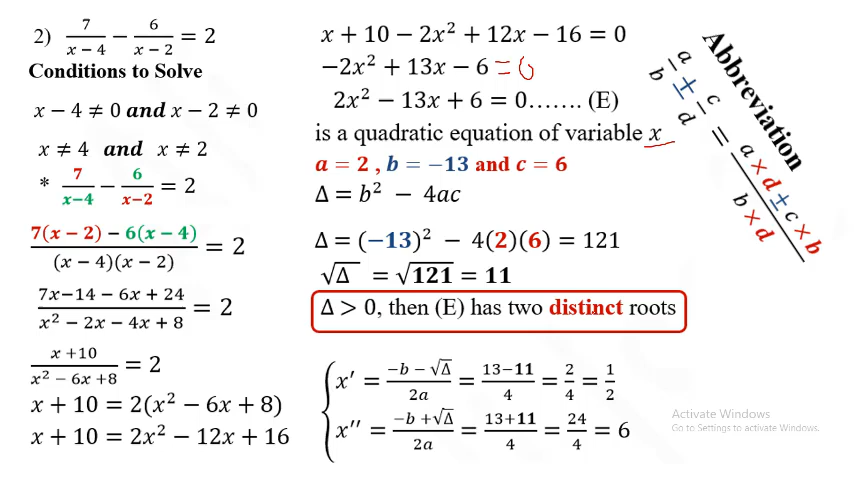 2) 7/(x − 4) − 6/(x − 2) = 2
Conditions to Solve
x − 4 ≠ 0 and x − 2 ≠ 0
x ≠ 4 and x ≠ 2
* 7/(x−4) − 6/(x−2) = 2
(7(x − 2) − 6(x − 4))/((x − 4)(x − 2)) = 2
(7x−14 − 6x + 24)/(x² − 2x − 4x + 8) = 2
(x +10)/(x² − 6x +8) = 2
x + 10 = 2(x² − 6x + 8)
x + 10 = 2x² − 12x + 16
x + 10 − 2x² + 12x − 16 = 0
−2x² + 13x − 6 = 0
2x² − 13x + 6 = 0....... (E)
is a quadratic equation of variable x
a = 2 , b = −13 and c = 6
Δ = b² − 4ac
Δ = (−13)² − 4(2)(6) = 121
√Δ = √121 = 11
Δ > 0, then (E) has two distinct roots
x′ = (−b − √Δ)/2a = (13−11)/4 = 2/4 = 1/2
x′′ = (−b +√Δ)/2a = (13+11)/4 = 24/4 = 6
Abbreviation
a/b ± c/d = (a × d ± c × b)/(b × d)
Activate Windows
Go to Settings to activate Windows.